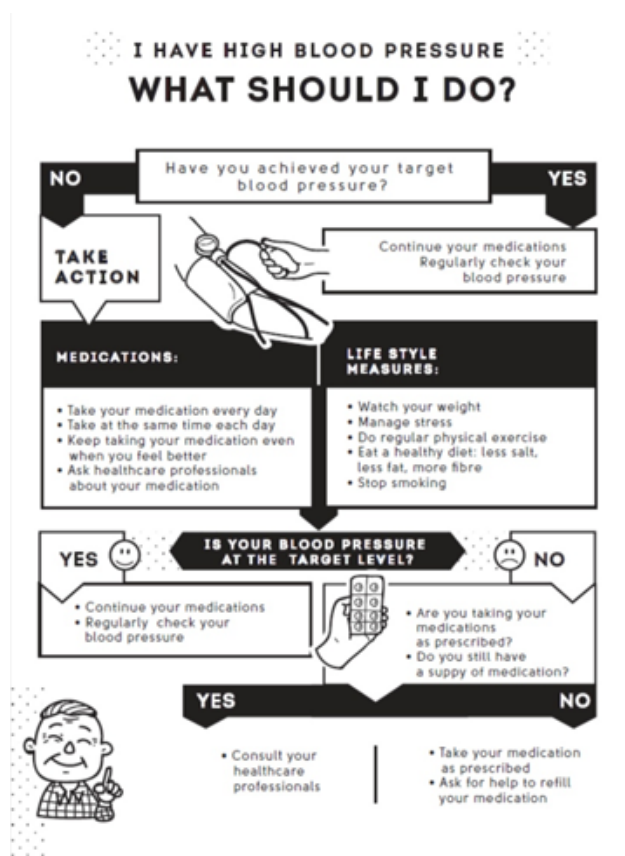 I HAVE HIGH BLOOD PRESSURE
WHAT SHOULD I DO?
Have you achieved your target
blood pressure?
NO
YES
TAKE
ACTION
Continue your medications
Regularly check your
blood pressure
MEDICATIONS:
• Take your medication every day
• Take at the same time each day
• Keep taking your medication even
when you feel better
• Ask healthcare professionals
about your medication
LIFE STYLE
MEASURES:
• Watch your weight
• Manage stress
• Do regular physical exercise
• Eat a healthy diet: less salt,
less fat, more fibre
• Stop smoking
IS YOUR BLOOD PRESSURE
AT THE TARGET LEVEL?
YES
NO
• Continue your medications
• Regularly check your
blood pressure
• Are you taking your
medications
as prescribed?
• Do you still have
a suppy of medication?
YES
NO
• Consult your
healthcare
professionals
• Take your medication
as prescribed
• Ask for help to refill
your medication